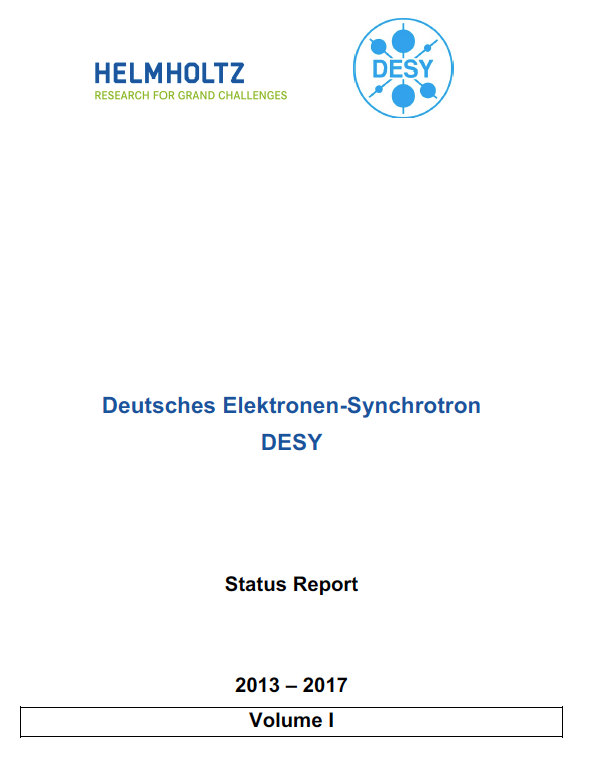 HELMHOLTZ
RESEARCH FOR GRAND CHALLENGES
DESY
Deutsches Elektronen-Synchrotron
DESY
Status Report
2013 – 2017
Volume I